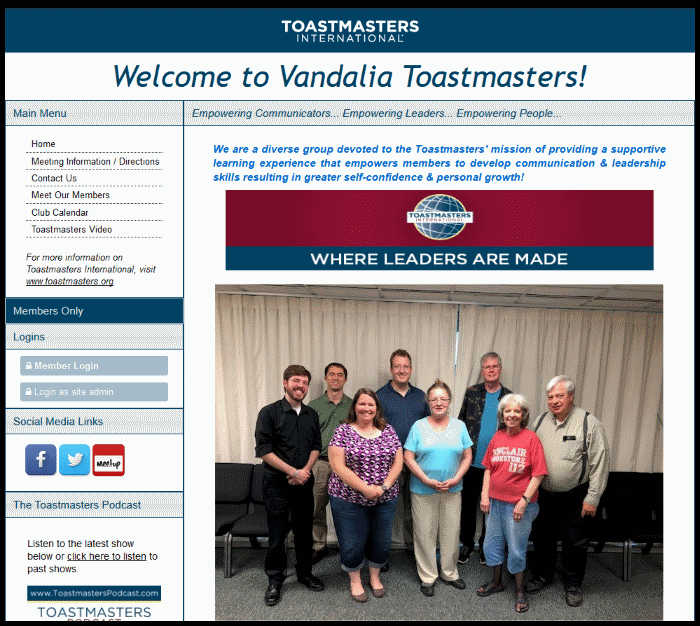 TOASTMASTERS
INTERNATIONAL
Welcome to Vandalia Toastmasters!
Main Menu
Empowering Communicators... Empowering Leaders... Empowering People...
Home
Meeting Information / Directions
Contact Us
Meet Our Members
Club Calendar
Toastmasters Video
For more information on
Toastmasters International, visit
www.toastmasters.org
Members Only
Logins
Member Login
Login as site admin
Social Media Links
f
Meetup
The Toastmasters Podcast
Listen to the latest show
below or click here to listen to
past shows.
www.ToastmastersPodcast.com
TOASTMASTERS
PODCAST
We are a diverse group devoted to the Toastmasters' mission of providing a supportive
learning experience that empowers members to develop communication & leadership
skills resulting in greater self-confidence & personal growth!
TOASTMASTERS
INTERNATIONAL
WHERE LEADERS ARE MADE